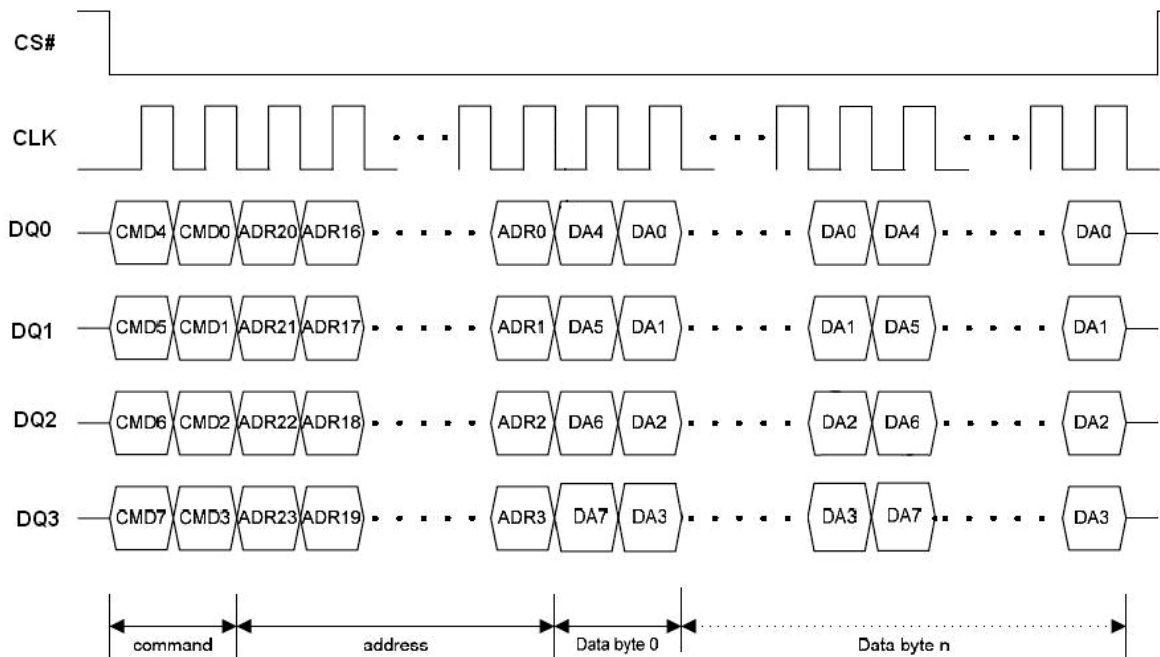 CS#
CLK
DQ0 CMD4 CMD0 ADR20 ADR16 ADR0 DA4 DA0 DA0 DA4 DA0
DQ1 CMD5 CMD1 ADR21 ADR17 ADR1 DA5 DA1 DA1 DA5 DA1
DQ2 CMD6 CMD2 ADR22 ADR18 ADR2 DA6 DA2 DA2 DA6 DA2
DQ3 CMD7 CMD3 ADR23 ADR19 ADR3 DA7 DA3 DA3 DA7 DA3
command address Data byte 0 Data byte n